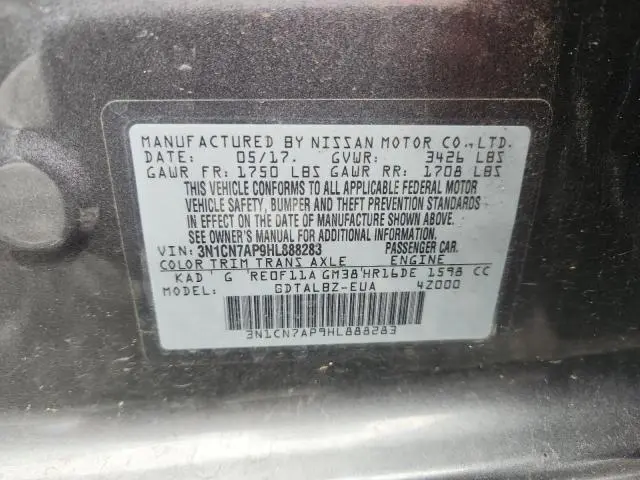 MANUFACTURED BY NISSAN MOTOR CO., LTD.
DATE: 05/17. GVWR: 3426 LBS
GAWR FR: 1750 LBS GAWR RR: 1708 LBS
THIS VEHICLE CONFORMS TO ALL APPLICABLE FEDERAL MOTOR
VEHICLE SAFETY, BUMPER AND THEFT PREVENTION STANDARDS
IN EFFECT ON THE DATE OF MANUFACTURE SHOWN ABOVE.
SEE OWNER'S MANUAL FOR ADDITIONAL INFORMATION.
VIN: 3N1CN7AP9HL888283 PASSENGER CAR.
COLOR TRIM TRANS AXLE ENGINE
KAD G RE0F11A GM38 HR16DE 1598 CC
MODEL: GDTALBZ-EUA 4Z000
3N1CN7AP9HL888283